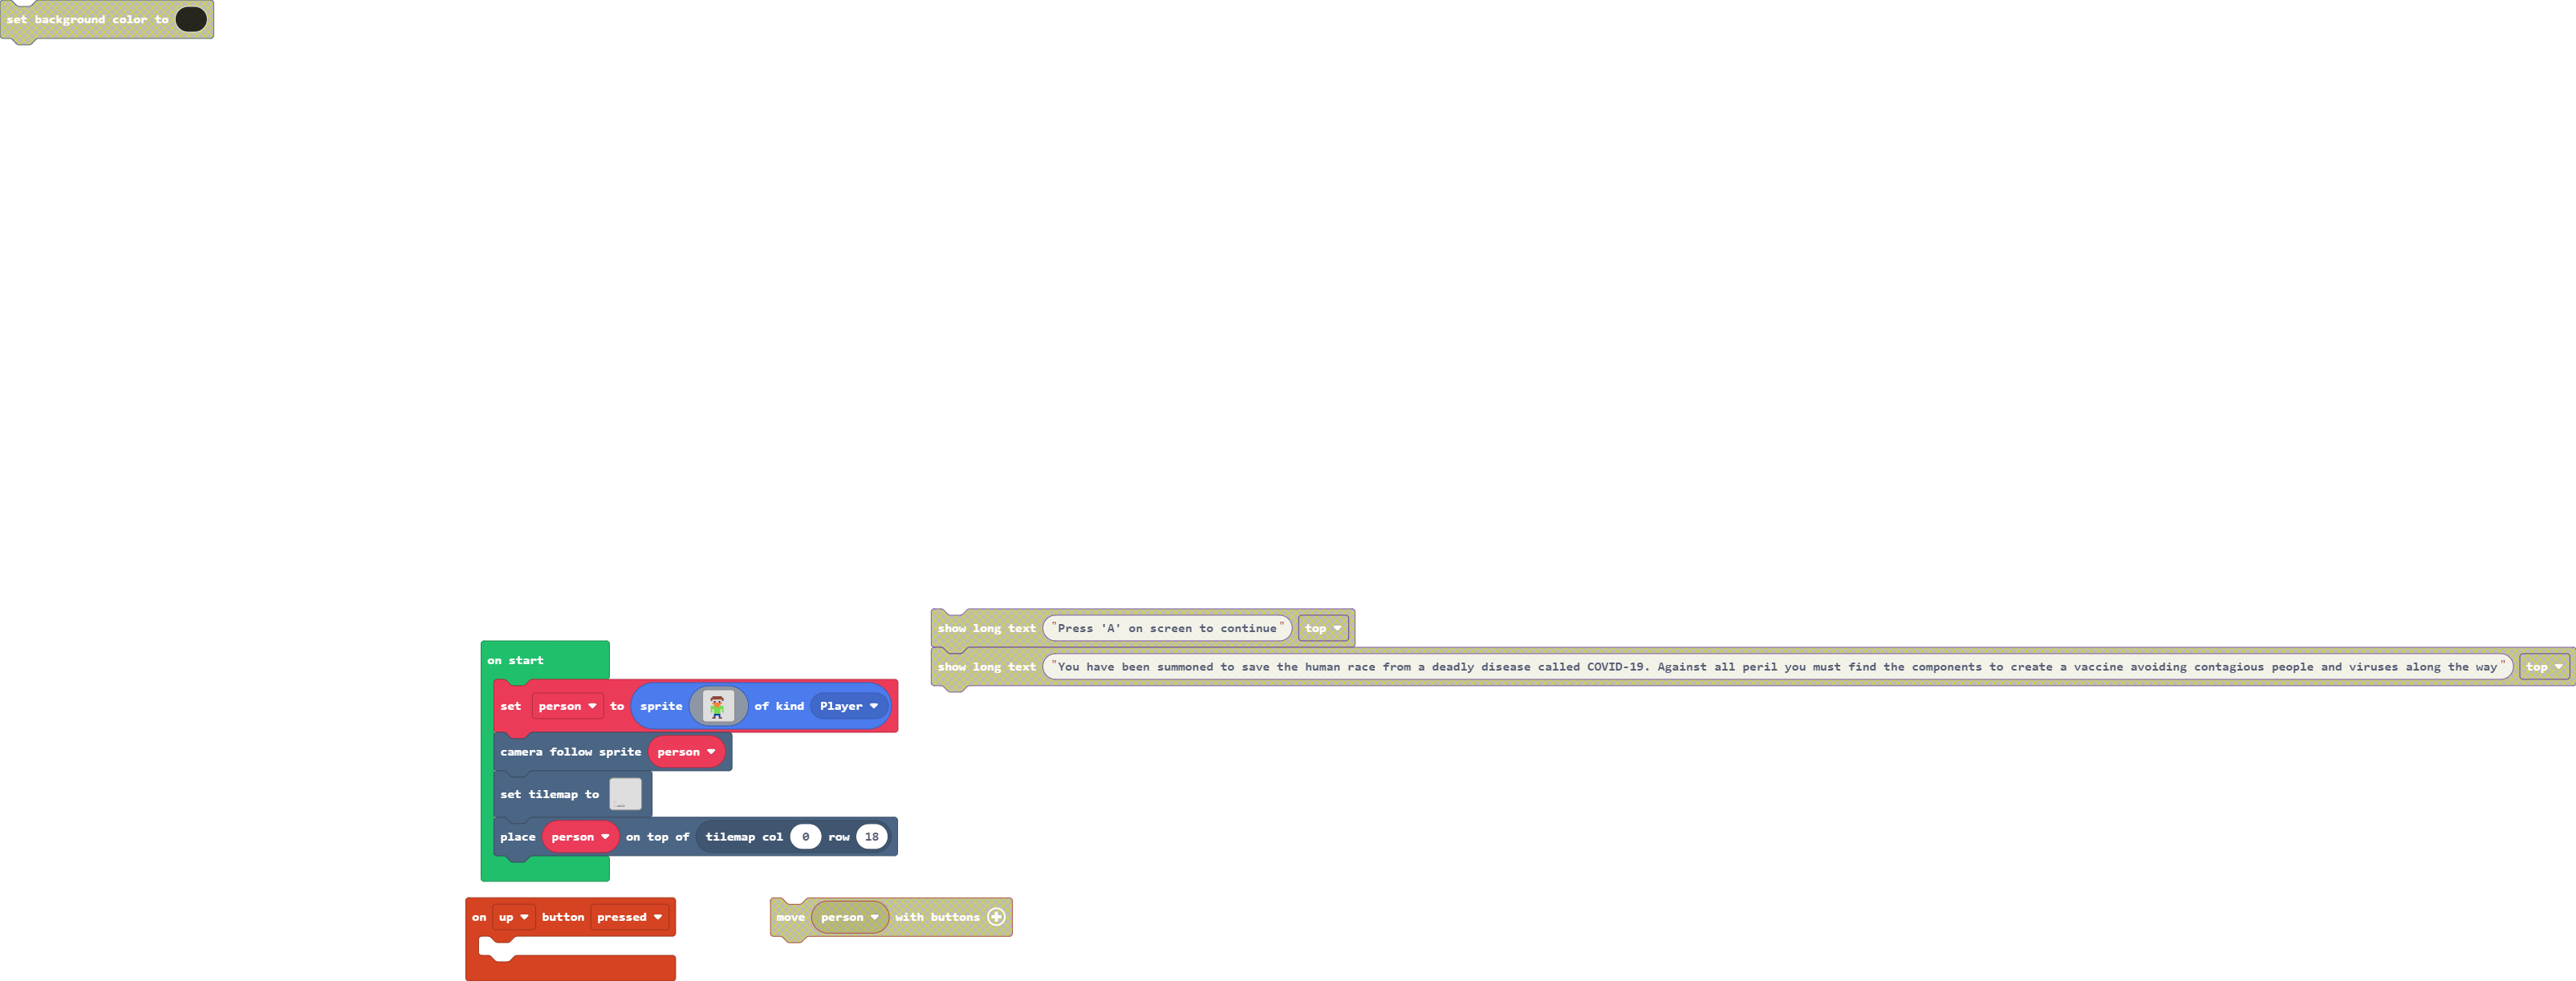 set background color to
show long text "Press 'A' on screen to continue" top
show long text "You have been summoned to save the human race from a deadly disease called COVID-19. Against all peril you must find the components to create a vaccine avoiding contagious people and viruses along the way" top
on start
set person to sprite of kind Player
camera follow sprite person
set tilemap to
place person on top of tilemap col 0 row 18
on up button pressed
move person with buttons